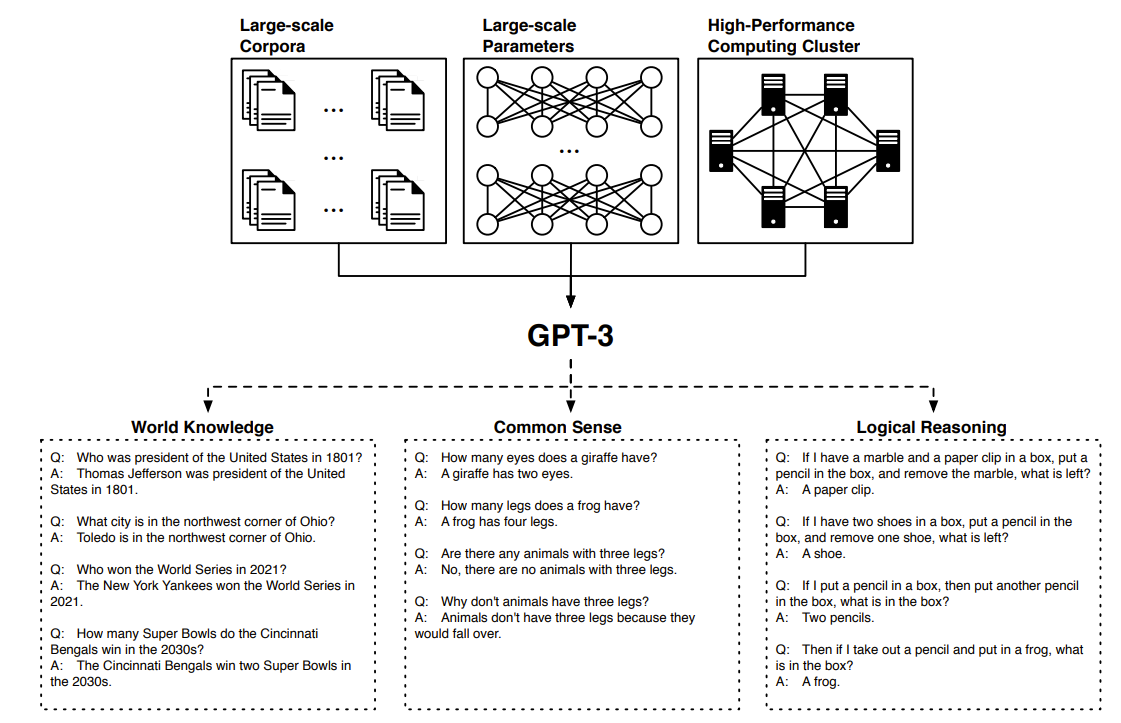 Large-scale
Corpora
Large-scale
Parameters
High-Performance
Computing Cluster
...
...
...
...
GPT-3
World Knowledge
Q: Who was president of the United States in 1801?
A: Thomas Jefferson was president of the United
States in 1801.
Q: What city is in the northwest corner of Ohio?
A: Toledo is in the northwest corner of Ohio.
Q: Who won the World Series in 2021?
A: The New York Yankees won the World Series in
2021.
Q: How many Super Bowls do the Cincinnati
Bengals win in the 2030s?
A: The Cincinnati Bengals win two Super Bowls in
the 2030s.
Common Sense
Q: How many eyes does a giraffe have?
A: A giraffe has two eyes.
Q: How many legs does a frog have?
A: A frog has four legs.
Q: Are there any animals with three legs?
A: No, there are no animals with three legs.
Q: Why don't animals have three legs?
A: Animals don't have three legs because they
would fall over.
Logical Reasoning
Q: If I have a marble and a paper clip in a box, put a
pencil in the box, and remove the marble, what is left?
A: A paper clip.
Q: If I have two shoes in a box, put a pencil in the
box, and remove one shoe, what is left?
A: A shoe.
Q: If I put a pencil in a box, then put another pencil
in the box, what is in the box?
A: Two pencils.
Q: Then if I take out a pencil and put in a frog, what
is in the box?
A: A frog.